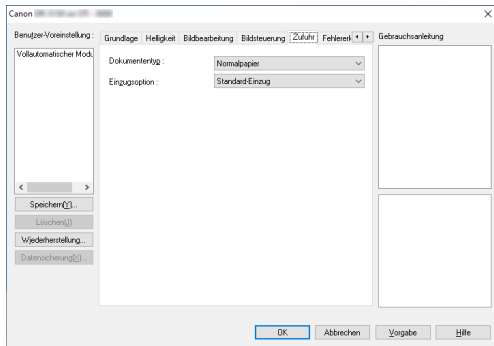 Canon
Benutzer-Voreinstellung :
Vollautomatischer Modu
Speichern(Y)...
Löschen(J)
Wiederherstellung...
Datensicherung(K)...
Grundlage Helligkeit Bildbearbeitung Bildsteuerung Zufuhr Fehlererk
Dokumententyp : Normalpapier
Einzugsoption : Standard-Einzug
Gebrauchsanleitung
OK Abbrechen Vorgabe Hilfe